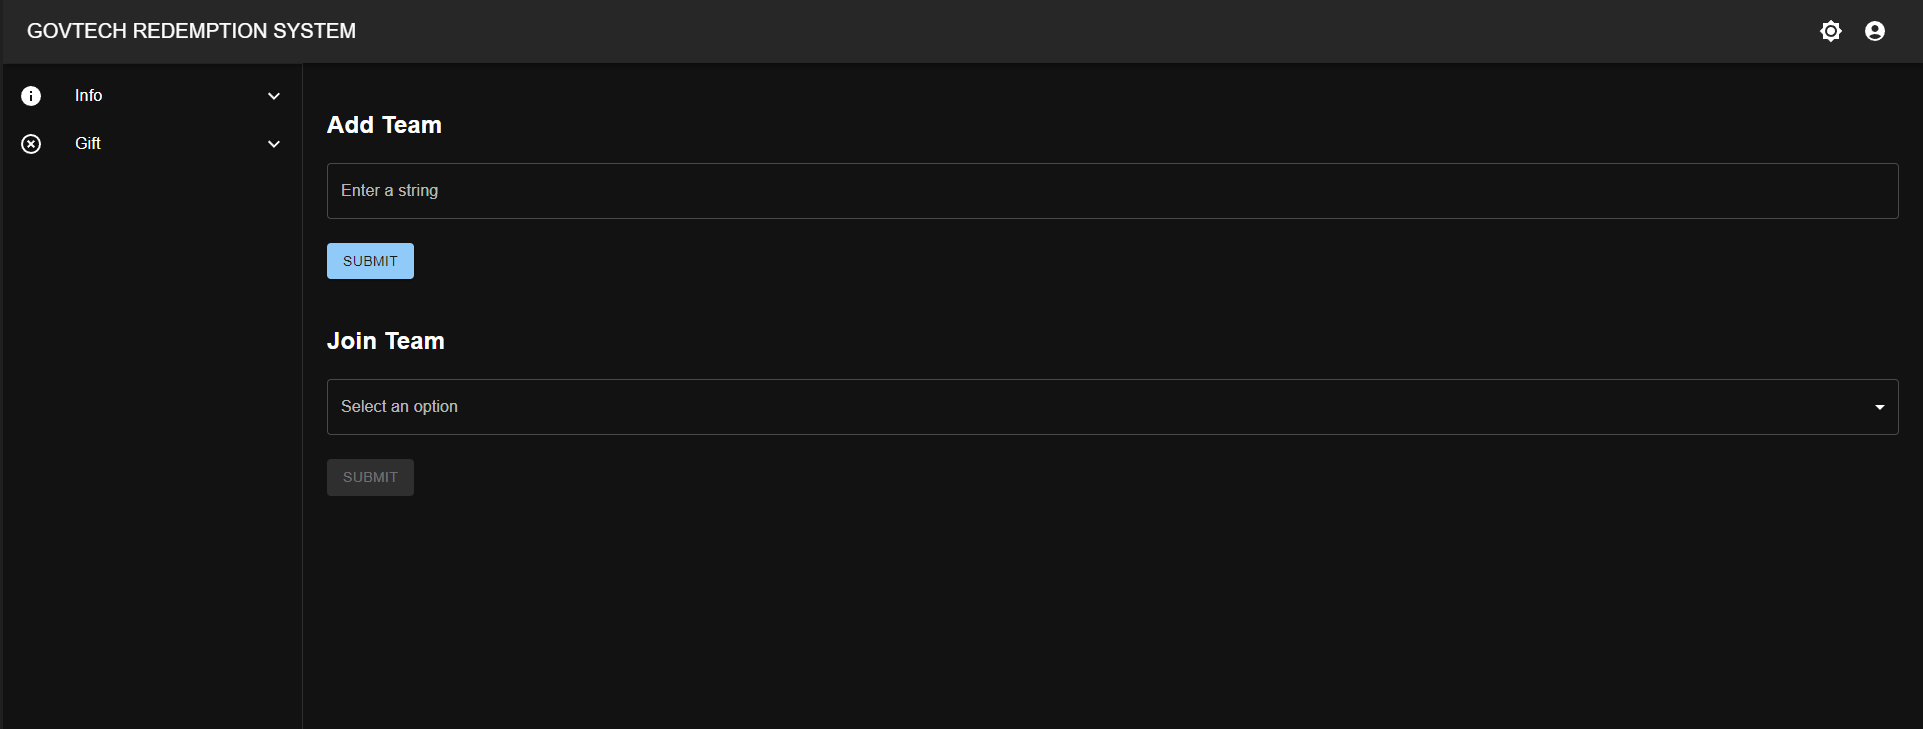 GOVTECH REDEMPTION SYSTEM
Info
Gift
Add Team
Enter a string
SUBMIT
Join Team
Select an option
SUBMIT